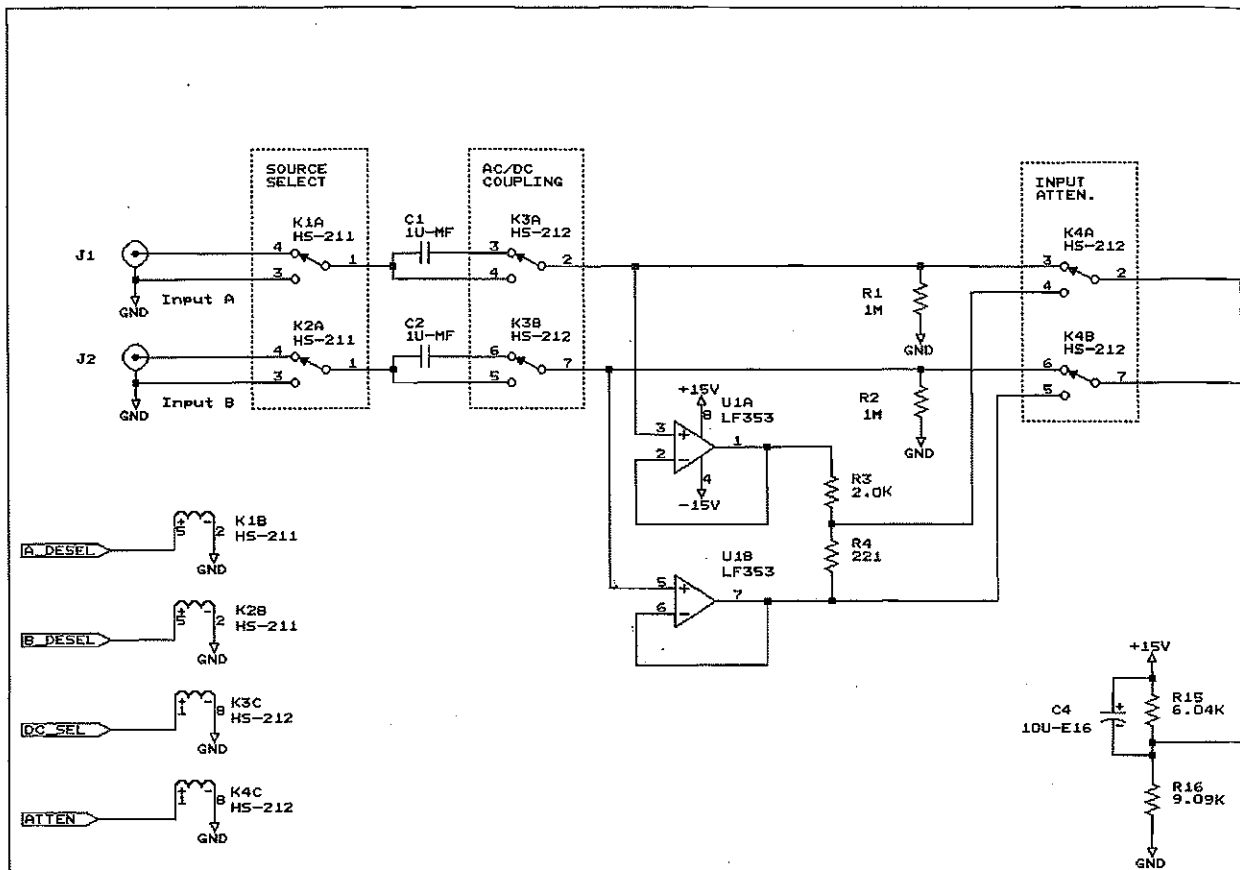 SOURCE
SELECT
AC/DC
COUPLING
INPUT
ATTEN.
K1A
HS-211
C1
1U-MF
K3A
HS-212
K4A
HS-212
J1
4
3
1
3
4
2
3
4
2
Input A
GND
R1
1M
GND
K2A
HS-211
C2
1U-MF
K3B
HS-212
K4B
HS-212
J2
4
3
1
6
5
7
6
5
7
Input B
GND
R2
1M
GND
+15V
8
U1A
LF353
3
2
1
4
-15V
R3
2.0K
R4
221
U1B
LF353
5
6
7
A_DESEL
5
+
-
2
K1B
HS-211
GND
B_DESEL
5
+
-
2
K2B
HS-211
GND
DC_SEL
1
+
-
8
K3C
HS-212
GND
ATTEN
1
+
-
8
K4C
HS-212
GND
+15V
C4
10U-E16
+
-
R15
6.04K
R16
9.09K
GND